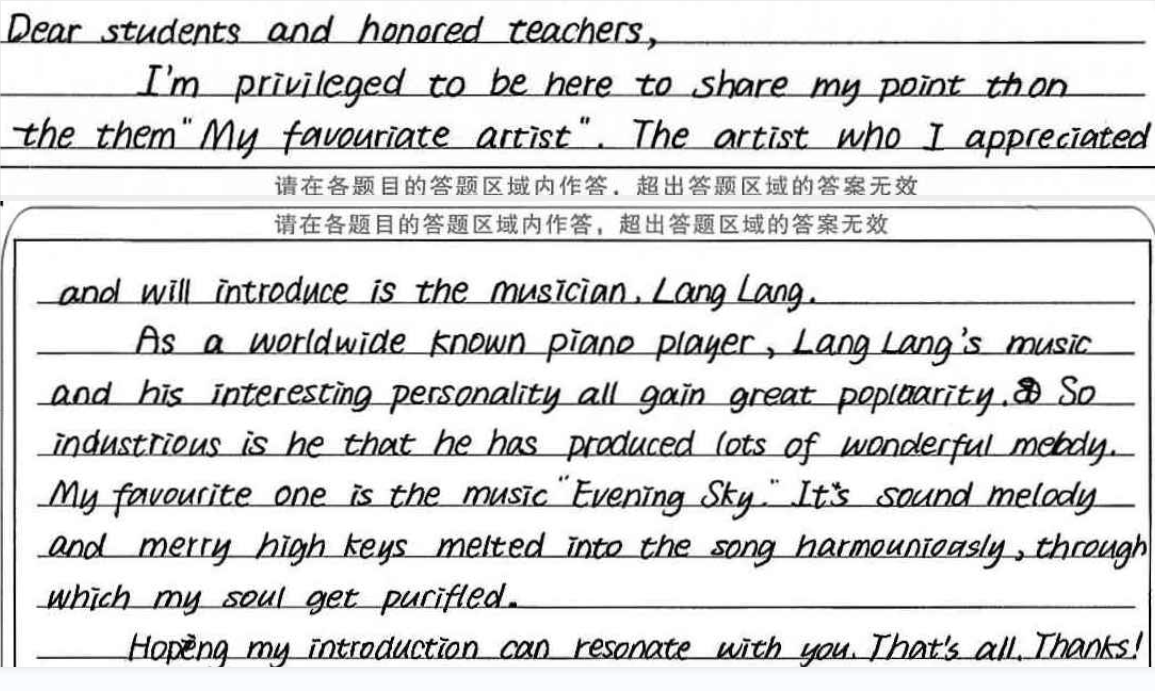 Dear students and honored teachers,
I'm privileged to be here to share my point thon
the them "My favouriate artist". The artist who I appreciated
请在各题目的答题区域内作答，超出答题区域的答案无效
请在各题目的答题区域内作答，超出答题区域的答案无效
and will introduce is the musician, Lang Lang.
As a worldwide known piano player, Lang Lang's music
and his interesting personality all gain great poplaarity. So
industrious is he that he has produced lots of wonderful melody.
My favourite one is the music "Evening Sky." It's sound melody
and merry high keys melted into the song harmouniously, through
which my soul get purified.
Hoping my introduction can resonate with you. That's all. Thanks!